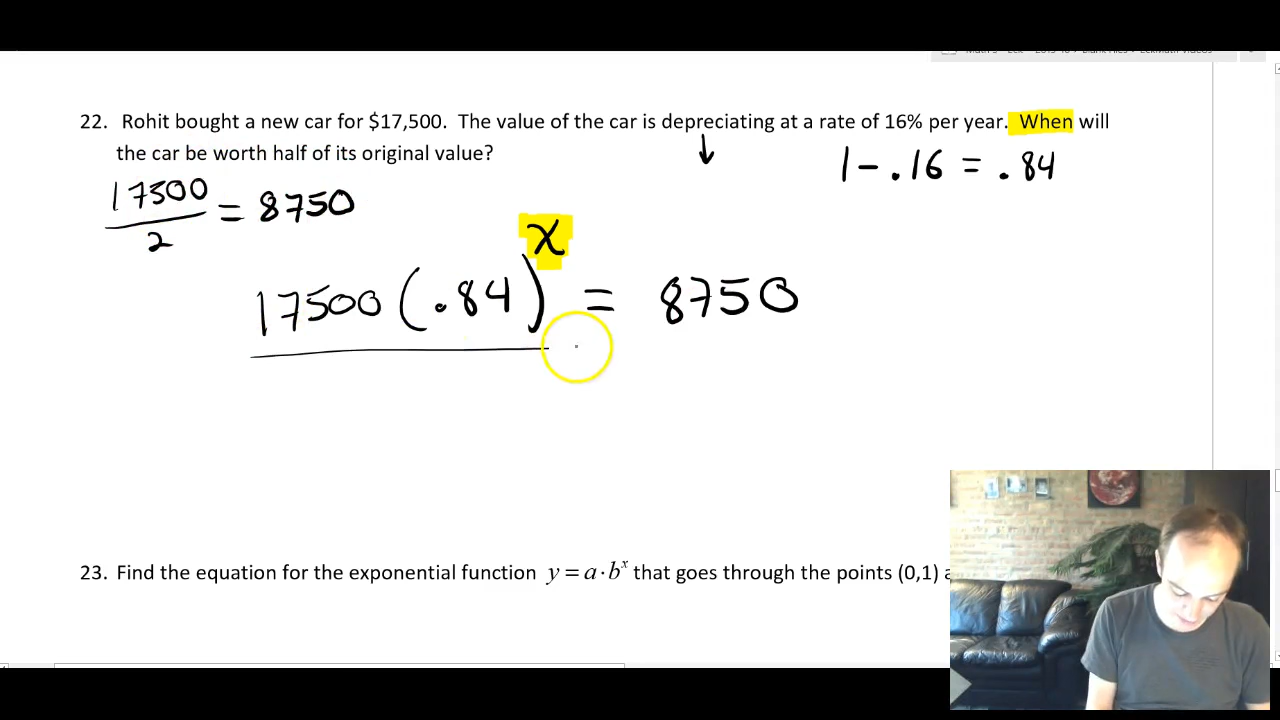 22. Rohit bought a new car for $17,500. The value of the car is depreciating at a rate of 16% per year. When will
the car be worth half of its original value?
↓
1 - .16 = .84
17500/2 = 8750
17500 (.84)^x = 8750
23. Find the equation for the exponential function y = a · b^x that goes through the points (0,1) a